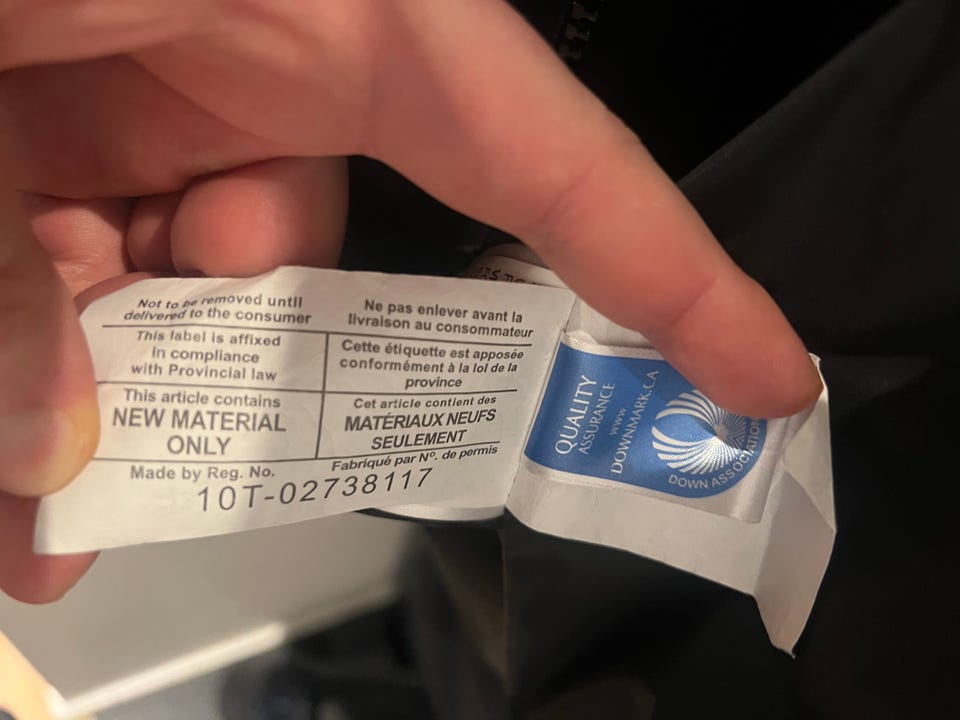 Not to be removed until
delivered to the consumer
Ne pas enlever avant la
livraison au consommateur
This label is affixed
in compliance
with Provincial law
Cette étiquette est apposée
conformément à la loi de la
province
This article contains
NEW MATERIAL
ONLY
Cet article contient des
MATÉRIAUX NEUFS
SEULEMENT
Made by Reg. No.
Fabriqué par Nº. de permis
10T-02738117
QUALITY
ASSURANCE
www
DOWNMARK.CA
DOWN ASSOCIATION